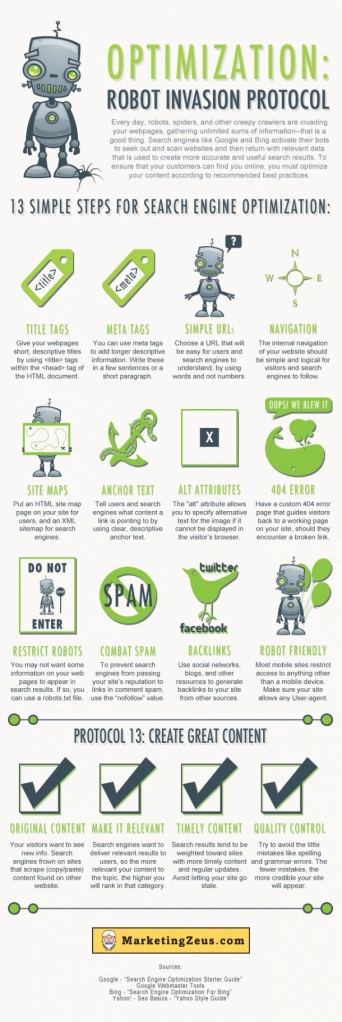 OPTIMIZATION:
ROBOT INVASION PROTOCOL
Every day, robots, spiders, and other creepy crawlers are invading
your webpages, gathering unlimited sums of information--that is a
good thing. Search engines like Google and Bing activate their bots
to seek out and scan websites and then return with relevant data
that is used to create more accurate and useful search results. To
ensure that your customers can find you online, you must optimize
your content according to recommended best practices.
13 SIMPLE STEPS FOR SEARCH ENGINE OPTIMIZATION:
<title>
<meta>
?
N
W
E
S
TITLE TAGS
Give your webpages
short, descriptive titles
by using <title> tags
within the <head> tag of
the HTML document.
META TAGS
You can use meta tags
to add longer descriptive
information. Write these
in a few sentences or a
short paragraph.
SIMPLE URLs
Choose a URL that will
be easy for users and
search engines to
understand, by using
words and not numbers.
NAVIGATION
The internal navigation
of your website should
be simple and logical for
visitors and search
engines to follow.
X
OOPS! WE BLEW IT
SITE MAPS
Put an HTML site map
page on your site for
users, and an XML
sitemap for search
engines.
ANCHOR TEXT
Tell users and search
engines what content a
link is pointing to by
using clear, descriptive
anchor text.
ALT ATTRIBUTES
The "alt" attribute allows
you to specify alternative
text for the image if it
cannot be displayed in
the visitor's browser.
404 ERROR
Have a custom 404 error
page that guides visitors
back to a working page
on your site, should they
encounter a broken link.
DO NOT
ENTER
SPAM
twitter
facebook
RESTRICT ROBOTS
You may not want some
information on your web
pages to appear in
search results. If so, you
can use a robots.txt file.
COMBAT SPAM
To prevent search
engines from passing
your site's reputation to
links in comment spam,
use the "nofollow" value.
BACKLINKS
Use social networks,
blogs, and other
resources to generate
backlinks to your site
from other sources.
ROBOT FRIENDLY
Most mobile sites restrict
access to anything other
than a mobile device.
Make sure your site
allows any User-agent.
PROTOCOL 13: CREATE GREAT CONTENT
ORIGINAL CONTENT
Your visitors want to see
new info. Search
engines frown on sites
that scrape (copy/paste)
content found on other
website.
MAKE IT RELEVANT
Search engines want to
deliver relevant results to
users, so the more
relevant your content to
the topic, the higher you
will rank in that category.
TIMELY CONTENT
Search results tend to be
weighted toward sites
with more timely content
and regular updates.
Avoid letting your site go
stale.
QUALITY CONTROL
Try to avoid the little
mistakes like spelling
and grammar errors. The
fewer mistakes, the
more credible your site
will appear.
MarketingZeus.com
Sources:
Google - "Search Engine Optimization Starter Guide"
Google Webmaster Tools
Bing - "Search Engine Optimization For Bing"
Yahoo! - Seo Basics - "Yahoo Style Guide"